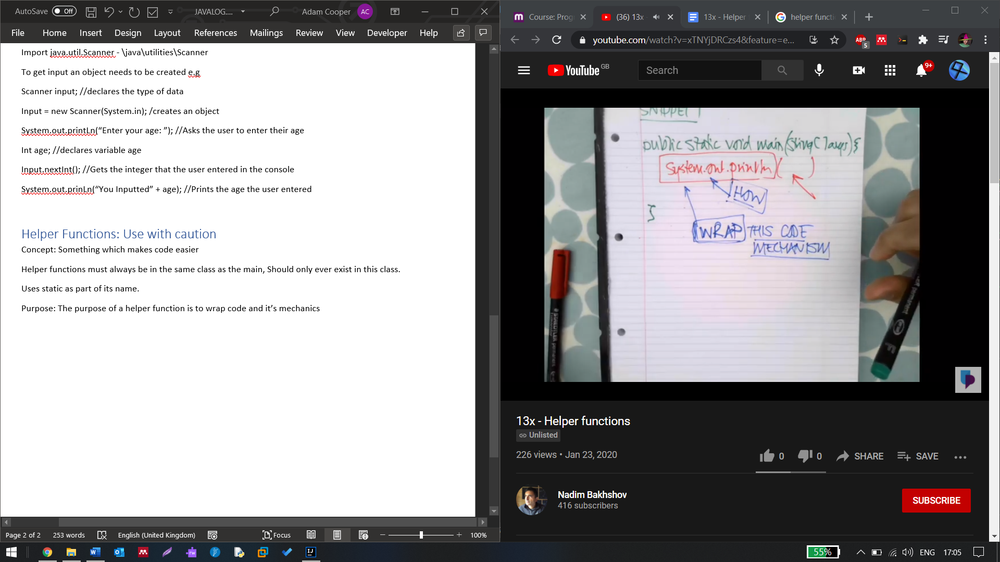 AutoSave Off JAVALOG.... Adam Cooper AC
File Home Insert Design Layout References Mailings Review View Developer Help
Import java.util.Scanner - \java\utilities\Scanner
To get input an object needs to be created e.g
Scanner input; //declares the type of data
Input = new Scanner(System.in); /creates an object
System.out.printLn(“Enter your age: ”); //Asks the user to enter their age
Int age; //declares variable age
Input.nextInt(); //Gets the integer that the user entered in the console
System.out.prinLn(“You Inputted” + age); //Prints the age the user entered
Helper Functions: Use with caution
Concept: Something which makes code easier
Helper functions must always be in the same class as the main, Should only ever exist in this class.
Uses static as part of its name.
Purpose: The purpose of a helper function is to wrap code and it’s mechanics
Page 2 of 2 253 words English (United Kingdom) Focus 100%
Course: Prog (36) 13x 13x - Helper helper functi
youtube.com/watch?v=xTNYjDRCzs4&feature=e...
ABP 5
YouTube GB Search 9+
SNIPPET 1
public static void main(String[] args){
System.out.println( )
HOW
}
WRAP THIS CODE
MECHANISM
STAEDTLER permanent
permanent F
13x - Helper functions
Unlisted
226 views • Jan 23, 2020 0 0 SHARE SAVE
Nadim Bakhshov
416 subscribers
SUBSCRIBE
55% ENG 17:05